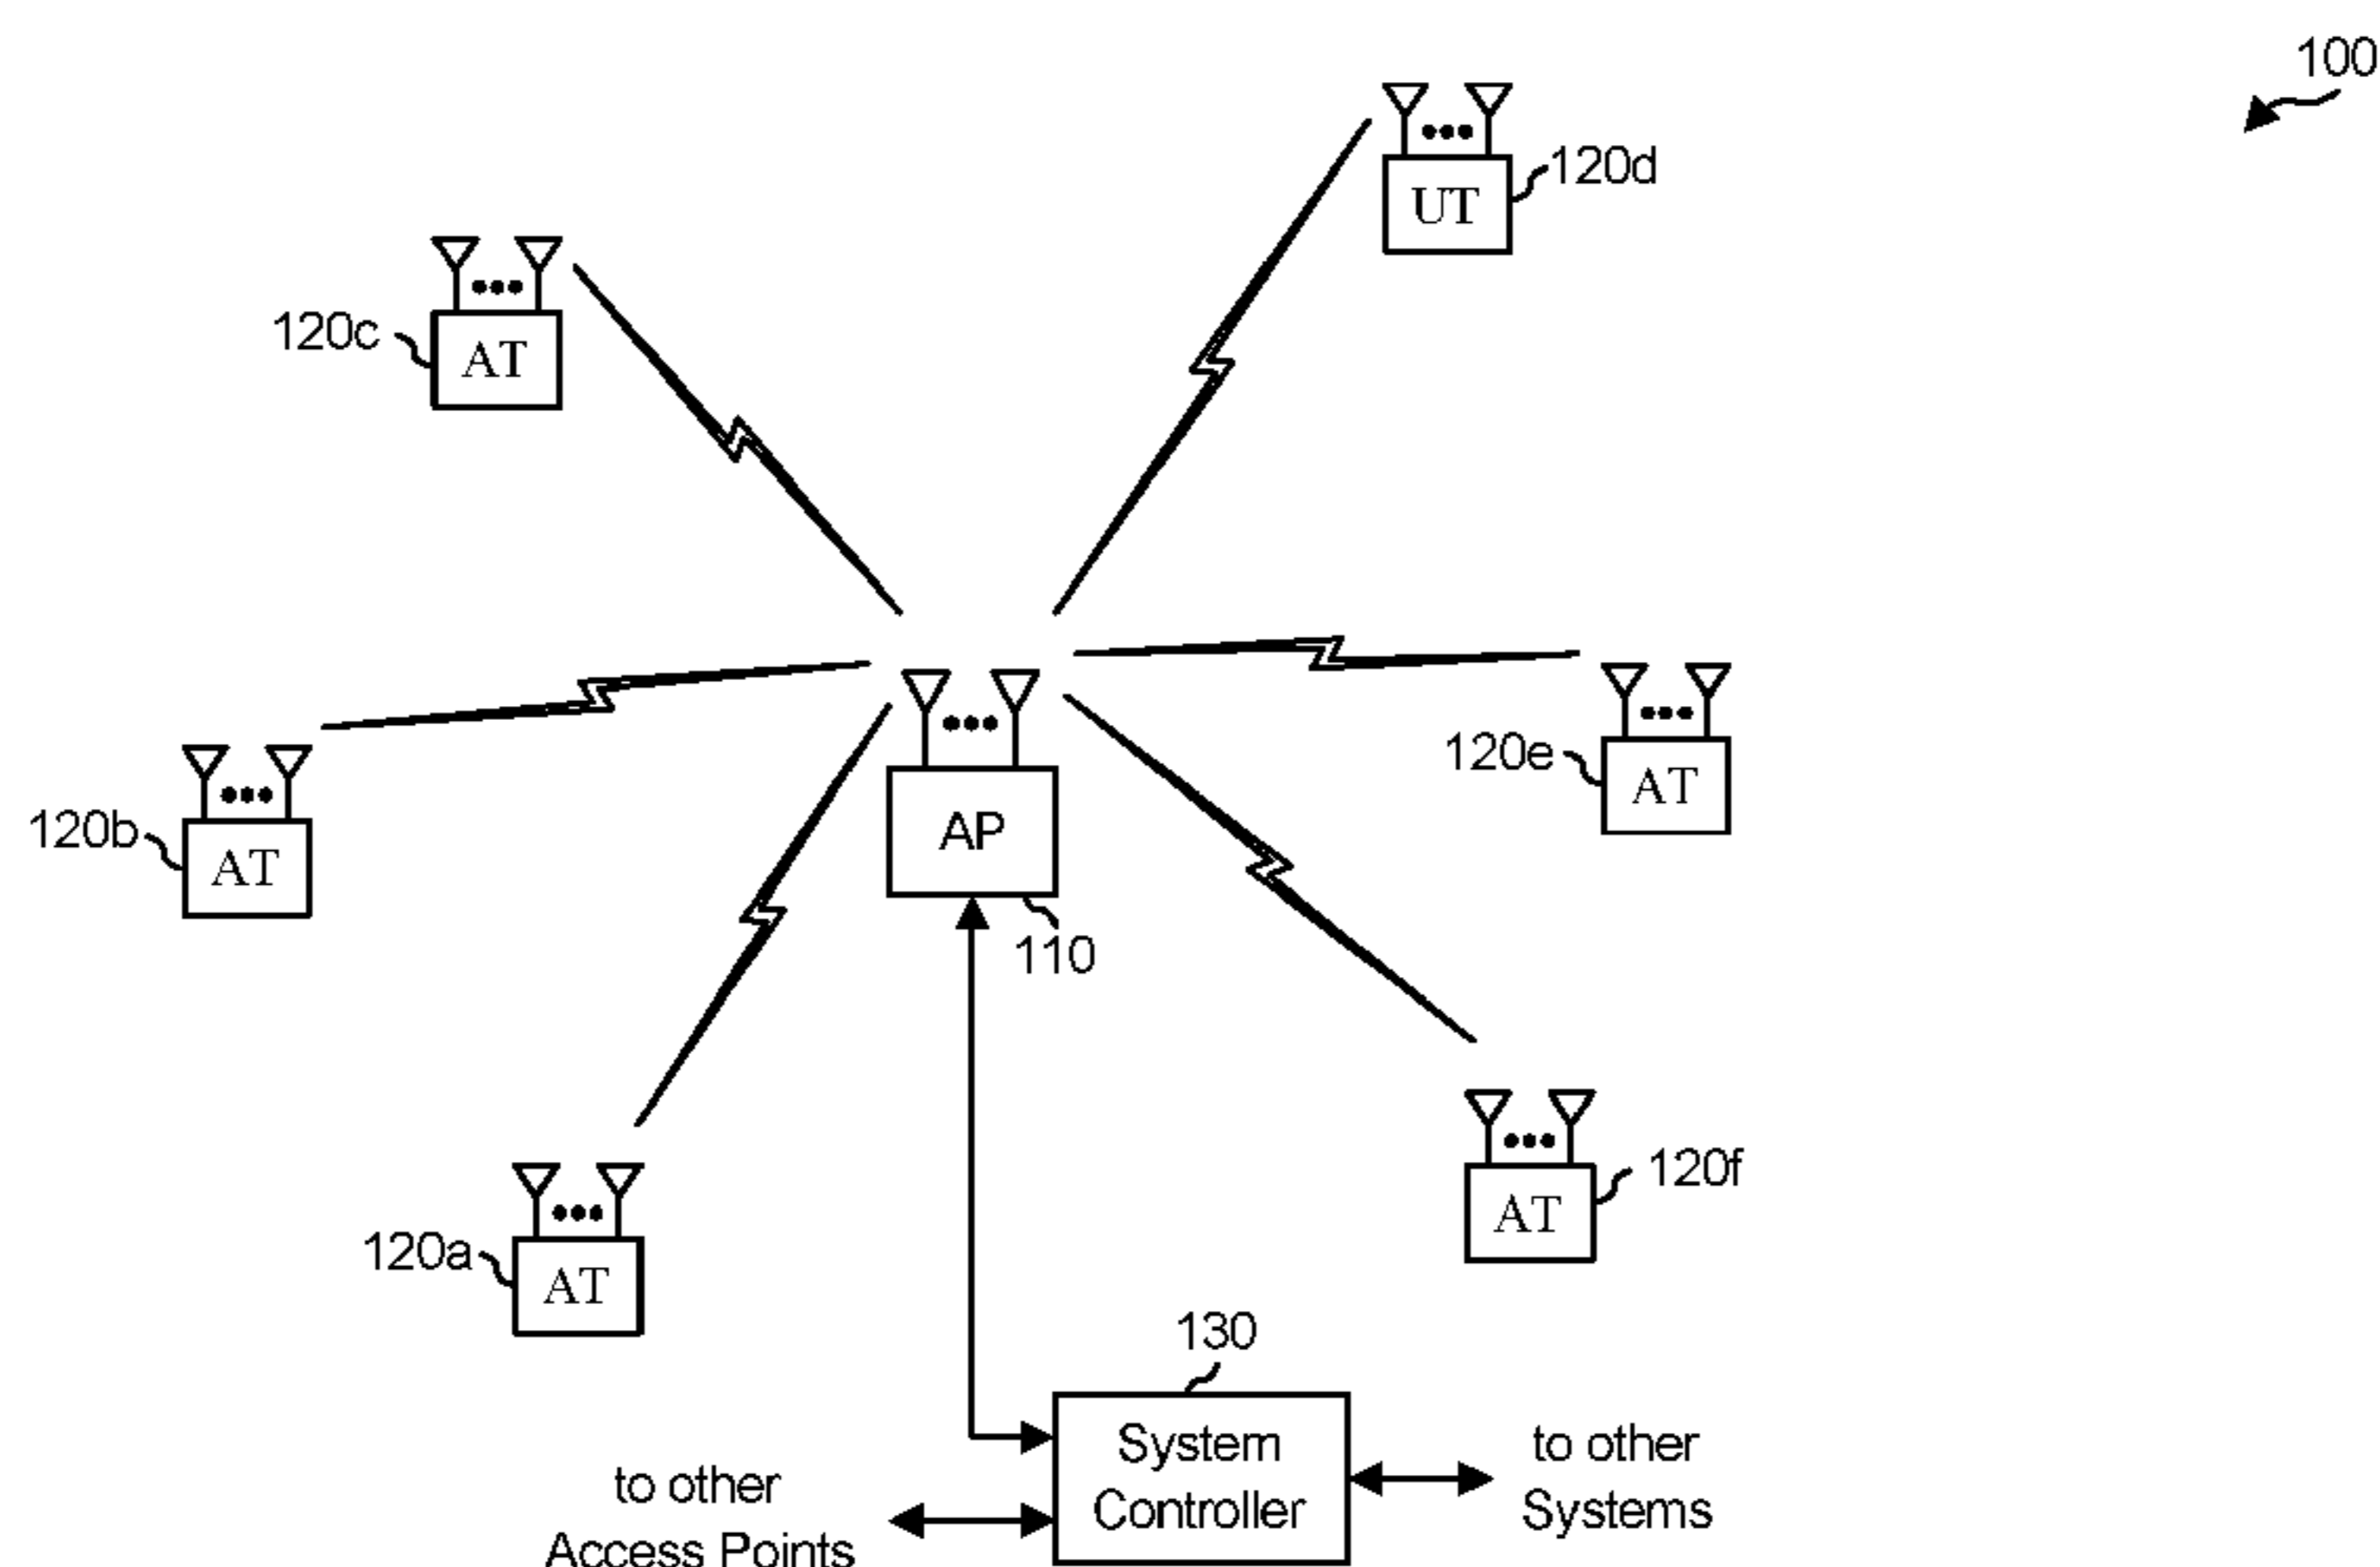 100
120d
UT
120c
AT
120e
AT
120b
AT
AP
110
120f
AT
120a
AT
130
System
Controller
to other
Systems
to other
Access Points